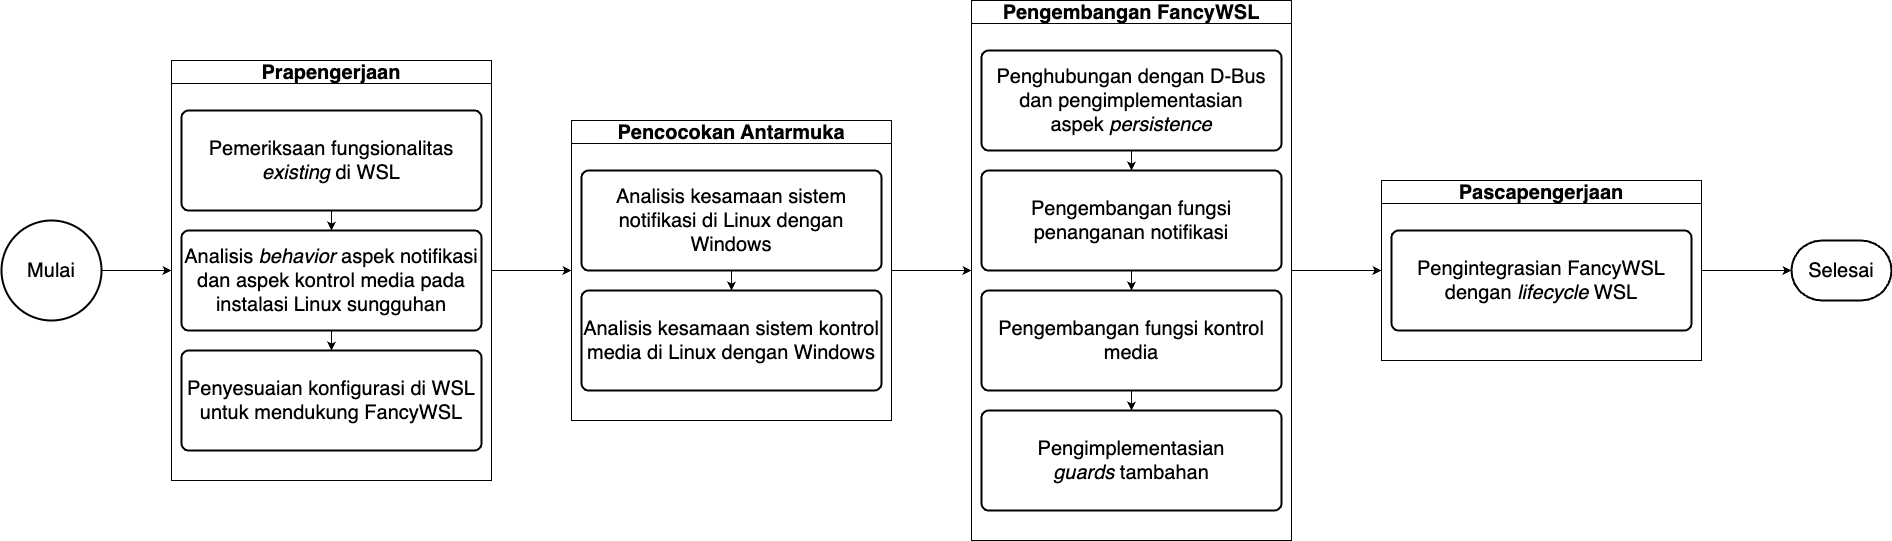 Mulai
Prapengerjaan
Pemeriksaan fungsionalitas
existing di WSL
Analisis behavior aspek notifikasi
dan aspek kontrol media pada
instalasi Linux sungguhan
Penyesuaian konfigurasi di WSL
untuk mendukung FancyWSL
Pencocokan Antarmuka
Analisis kesamaan sistem
notifikasi di Linux dengan
Windows
Analisis kesamaan sistem kontrol
media di Linux dengan Windows
Pengembangan FancyWSL
Penghubungan dengan D-Bus
dan pengimplementasian
aspek persistence
Pengembangan fungsi
penanganan notifikasi
Pengembangan fungsi kontrol
media
Pengimplementasian
guards tambahan
Pascapengerjaan
Pengintegrasian FancyWSL
dengan lifecycle WSL
Selesai